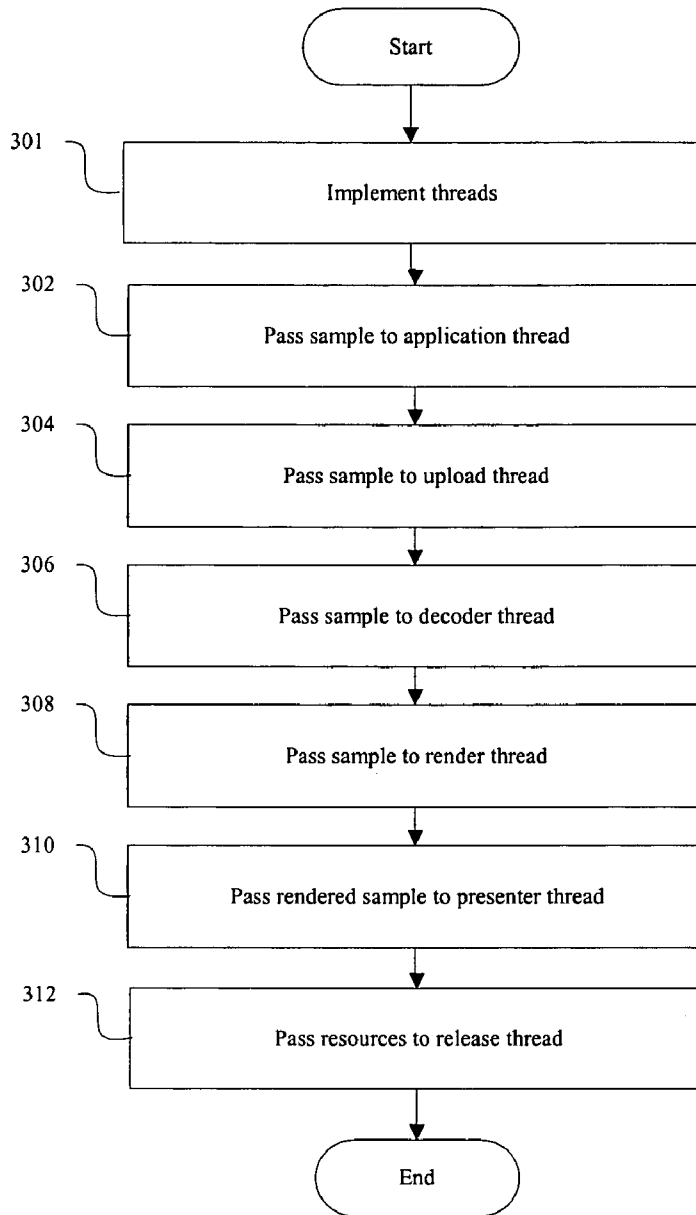 Start
301
Implement threads
302
Pass sample to application thread
304
Pass sample to upload thread
306
Pass sample to decoder thread
308
Pass sample to render thread
310
Pass rendered sample to presenter thread
312
Pass resources to release thread
End